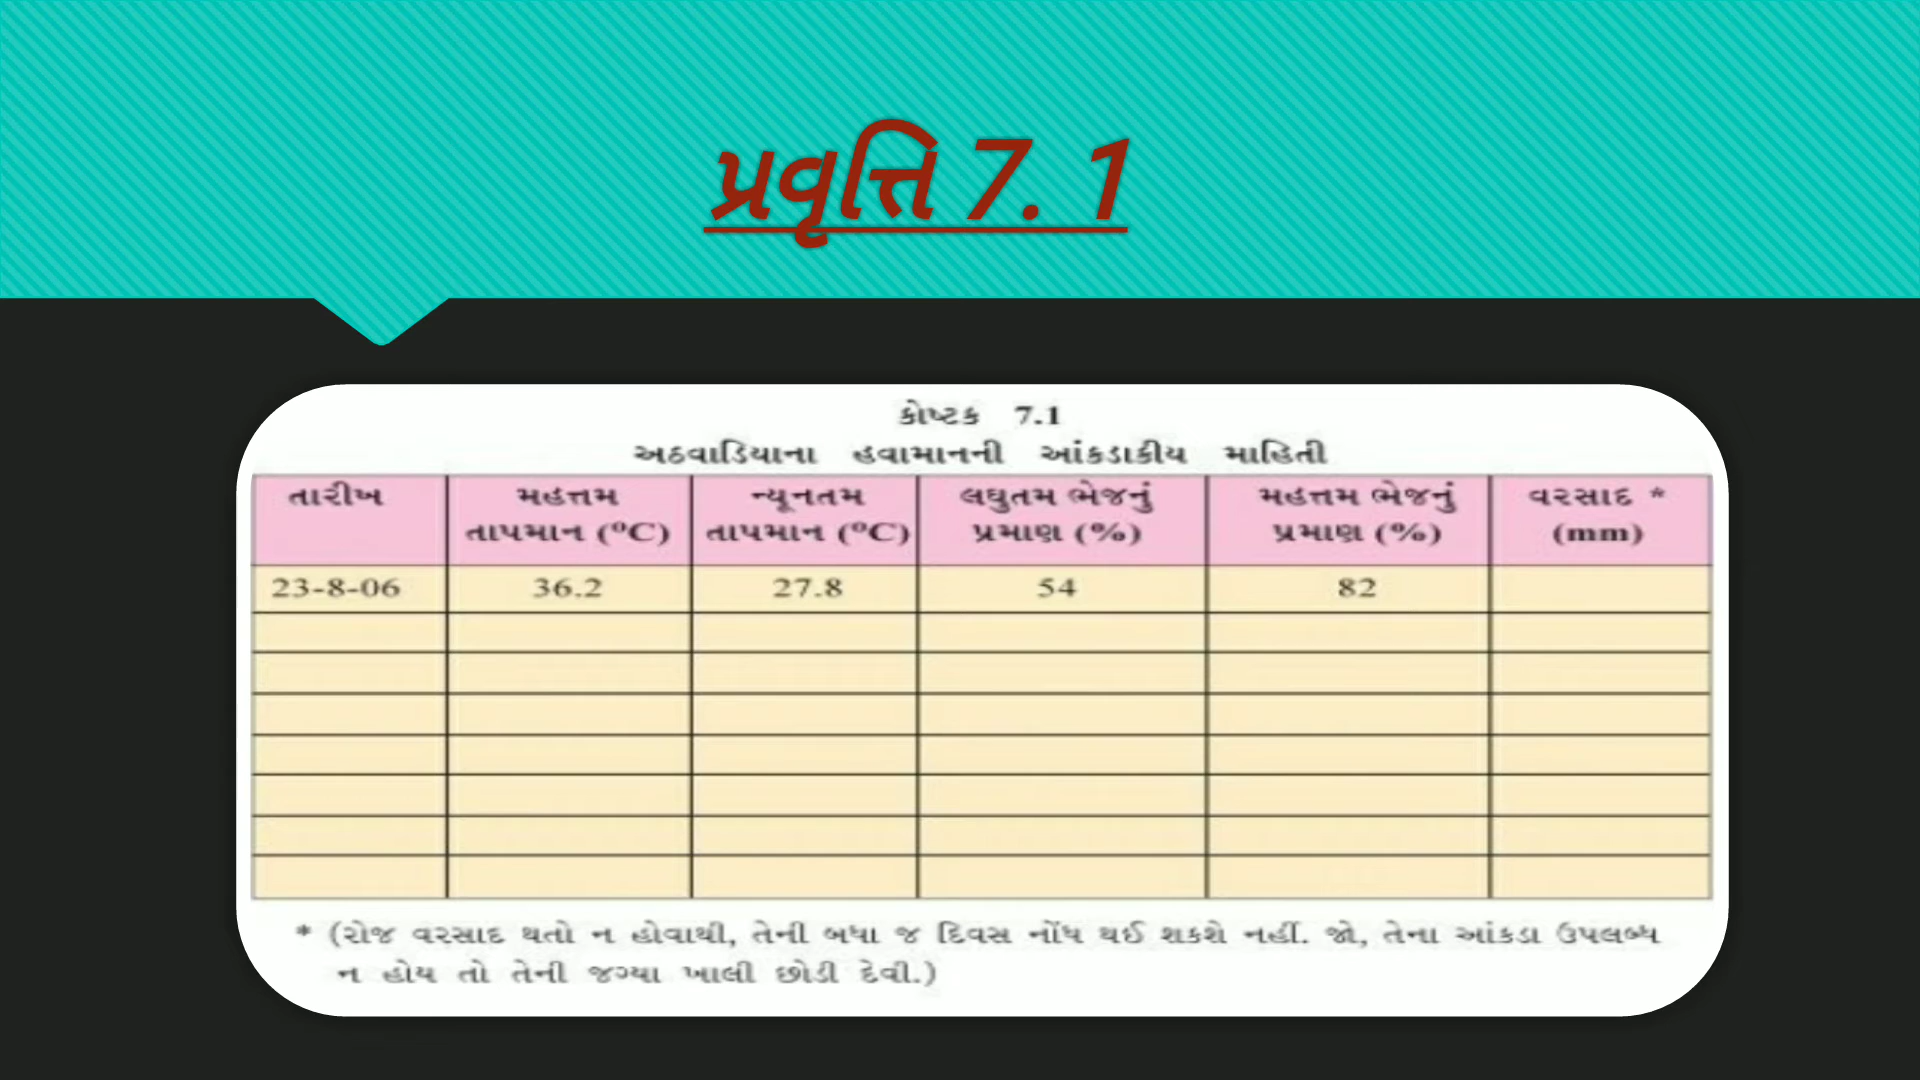 પ્રવૃત્તિ 7. 1
કોષ્ટક 7.1
અઠવાડિયાના હવામાનની આંકડાકીય માહિતી
તારીખ મહત્તમ તાપમાન (⁰C) ન્યૂનતમ તાપમાન (⁰C) લઘુતમ ભેજનું પ્રમાણ (%) મહત્તમ ભેજનું પ્રમાણ (%) વરસાદ * (mm)
23-8-06 36.2 27.8 54 82
* (રોજ વરસાદ થતો ન હોવાથી, તેની બધા જ દિવસ નોંધ થઈ શકશે નહીં. જો, તેના આંકડા ઉપલબ્ધ
ન હોય તો તેની જગ્યા ખાલી છોડી દેવી.)